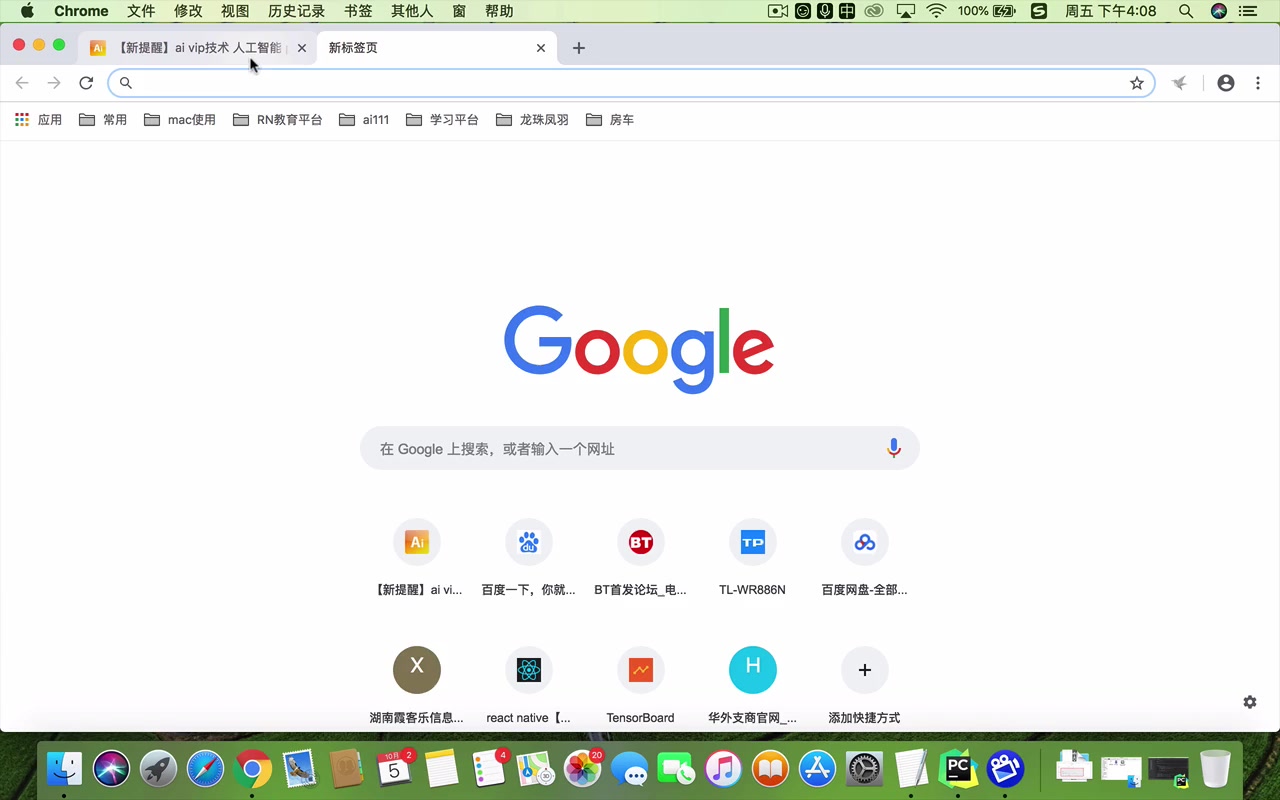 Chrome 文件 修改 视图 历史记录 书签 其他人 窗 帮助 中 100% S 周五 下午4:08
Ai 【新提醒】ai vip技术 人工智能 新标签页
应用 常用 mac使用 RN教育平台 ai111 学习平台 龙珠凤羽 房车
Google
在 Google 上搜索，或者输入一个网址
Ai du BT TP
【新提醒】ai vi... 百度一下，你就... BT首发论坛_电... TL-WR886N 百度网盘-全部...
X H
湖南霞客乐信息... react native【... TensorBoard 华外支商官网_... 添加快捷方式
10月 2 5 4 3D 20 PC